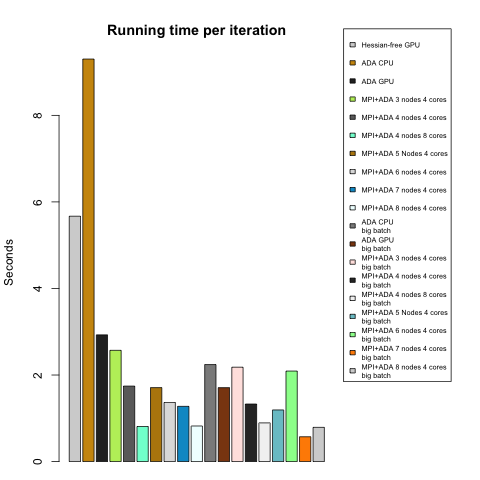 Running time per iteration
Seconds
0
2
4
6
8
Hessian-free GPU
ADA CPU
ADA GPU
MPI+ADA 3 nodes 4 cores
MPI+ADA 4 nodes 4 cores
MPI+ADA 4 nodes 8 cores
MPI+ADA 5 Nodes 4 cores
MPI+ADA 6 nodes 4 cores
MPI+ADA 7 nodes 4 cores
MPI+ADA 8 nodes 4 cores
ADA CPU
big batch
ADA GPU
big batch
MPI+ADA 3 nodes 4 cores
big batch
MPI+ADA 4 nodes 4 cores
big batch
MPI+ADA 4 nodes 8 cores
big batch
MPI+ADA 5 Nodes 4 cores
big batch
MPI+ADA 6 nodes 4 cores
big batch
MPI+ADA 7 nodes 4 cores
big batch
MPI+ADA 8 nodes 4 cores
big batch